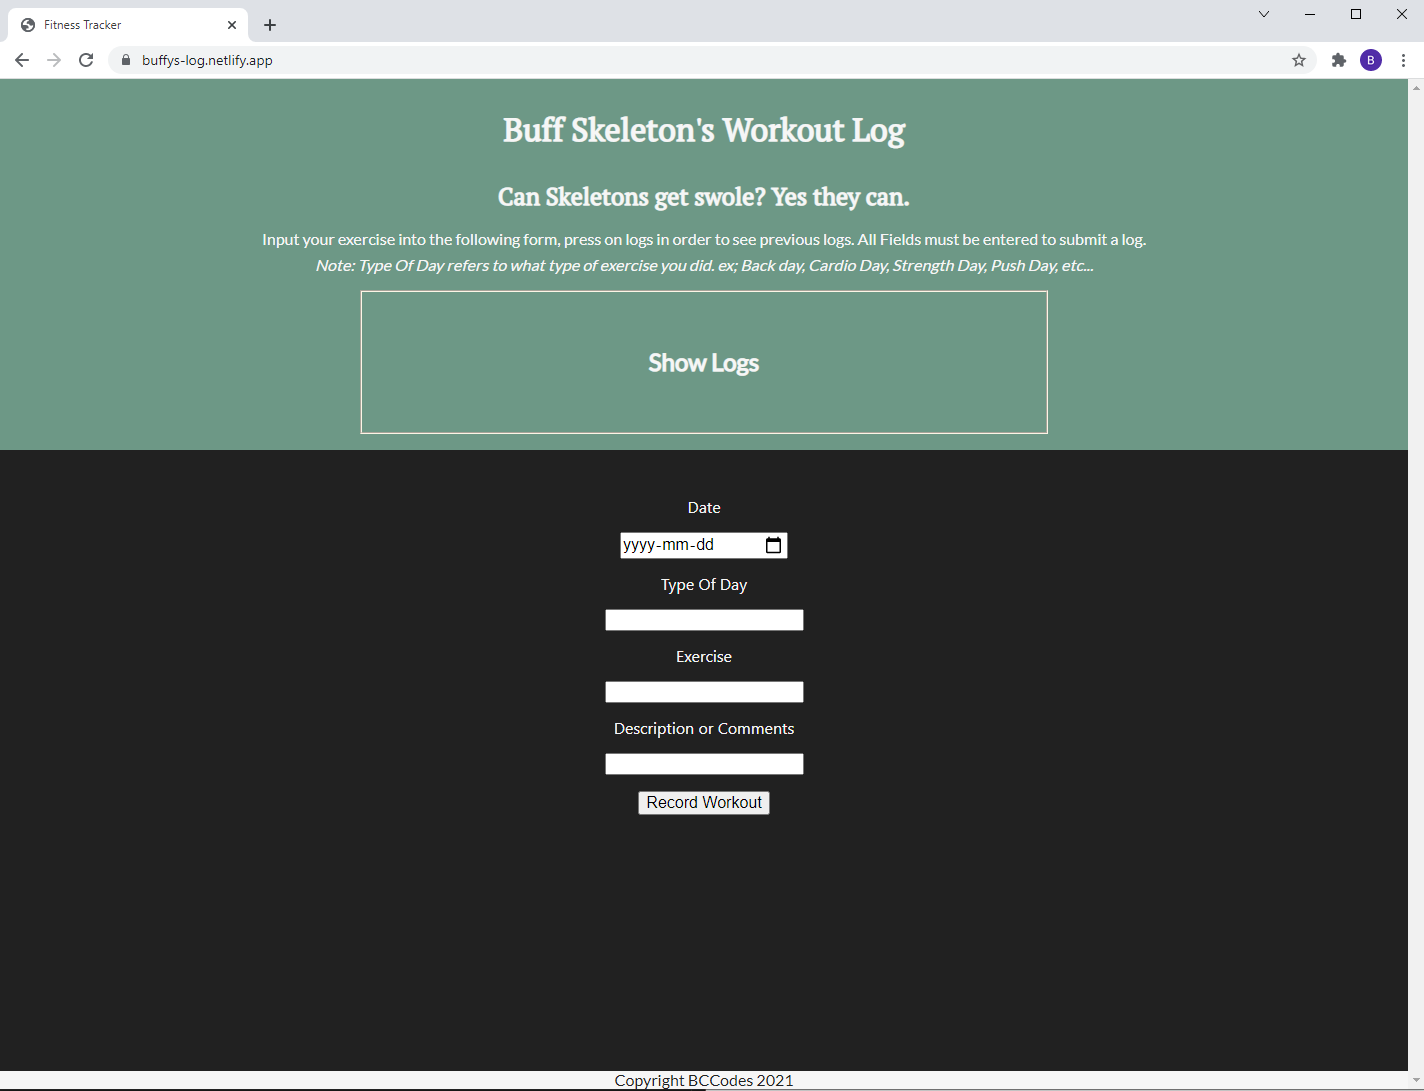 Fitness Tracker
buffys-log.netlify.app
B
Buff Skeleton's Workout Log
Can Skeletons get swole? Yes they can.
Input your exercise into the following form, press on logs in order to see previous logs. All Fields must be entered to submit a log.
Note: Type Of Day refers to what type of exercise you did. ex; Back day, Cardio Day, Strength Day, Push Day, etc...
Show Logs
Date
yyyy-mm-dd
Type Of Day
Exercise
Description or Comments
Record Workout
Copyright BCCodes 2021